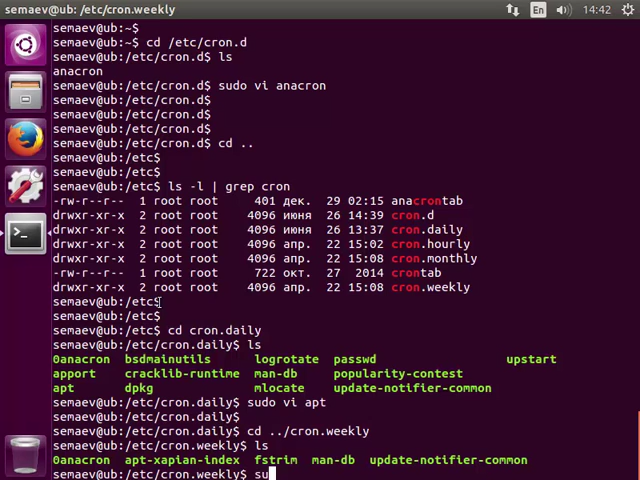 semaev@ub: /etc/cron.weekly
En
14:42
semaev@ub:~$
semaev@ub:~$ cd /etc/cron.d
semaev@ub:/etc/cron.d$ ls
anacron
semaev@ub:/etc/cron.d$ sudo vi anacron
semaev@ub:/etc/cron.d$
semaev@ub:/etc/cron.d$
semaev@ub:/etc/cron.d$
semaev@ub:/etc/cron.d$ cd ..
semaev@ub:/etc$
semaev@ub:/etc$
semaev@ub:/etc$ ls -l | grep cron
-rw-r--r-- 1 root root 401 дек. 29 02:15 anacrontab
drwxr-xr-x 2 root root 4096 июня 26 14:39 cron.d
drwxr-xr-x 2 root root 4096 июня 26 13:37 cron.daily
drwxr-xr-x 2 root root 4096 апр. 22 15:02 cron.hourly
drwxr-xr-x 2 root root 4096 апр. 22 15:08 cron.monthly
-rw-r--r-- 1 root root 722 окт. 27 2014 crontab
drwxr-xr-x 2 root root 4096 апр. 22 15:08 cron.weekly
semaev@ub:/etc$
semaev@ub:/etc$
semaev@ub:/etc$ cd cron.daily
semaev@ub:/etc/cron.daily$ ls
0anacron bsdmainutils logrotate passwd upstart
apport cracklib-runtime man-db popularity-contest
apt dpkg mlocate update-notifier-common
semaev@ub:/etc/cron.daily$ sudo vi apt
semaev@ub:/etc/cron.daily$
semaev@ub:/etc/cron.daily$ cd ../cron.weekly
semaev@ub:/etc/cron.weekly$ ls
0anacron apt-xapian-index fstrim man-db update-notifier-common
semaev@ub:/etc/cron.weekly$ su